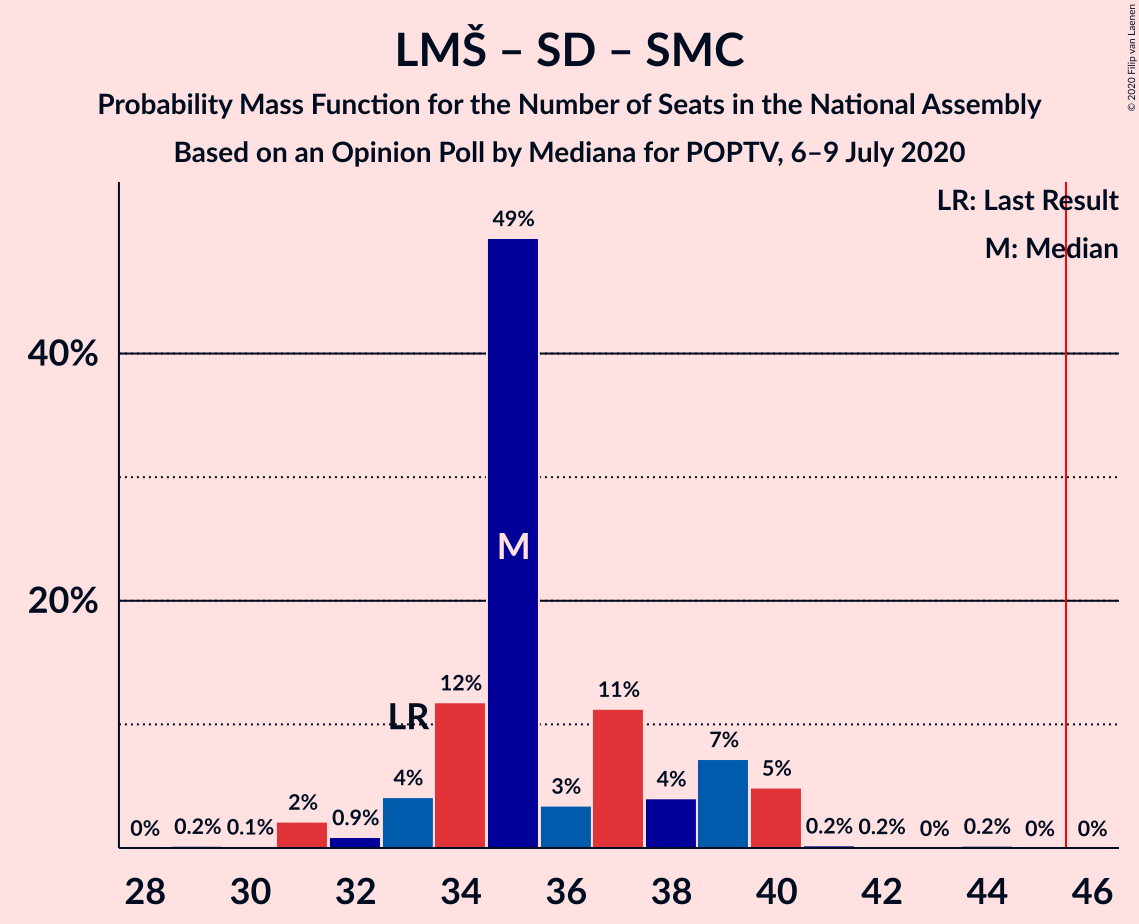 LMŠ – SD – SMC
Probability Mass Function for the Number of Seats in the National Assembly
Based on an Opinion Poll by Mediana for POPTV, 6–9 July 2020
© 2020 Filip van Laenen
LR: Last Result
M: Median
49%
40%
M
20%
12%
11%
LR
7%
4%
3%
4%
5%
0%
0.2%
0.1%
2%
0.9%
0.2%
0.2%
0%
0.2%
0%
0%
28 30 32 34 36 38 40 42 44 46